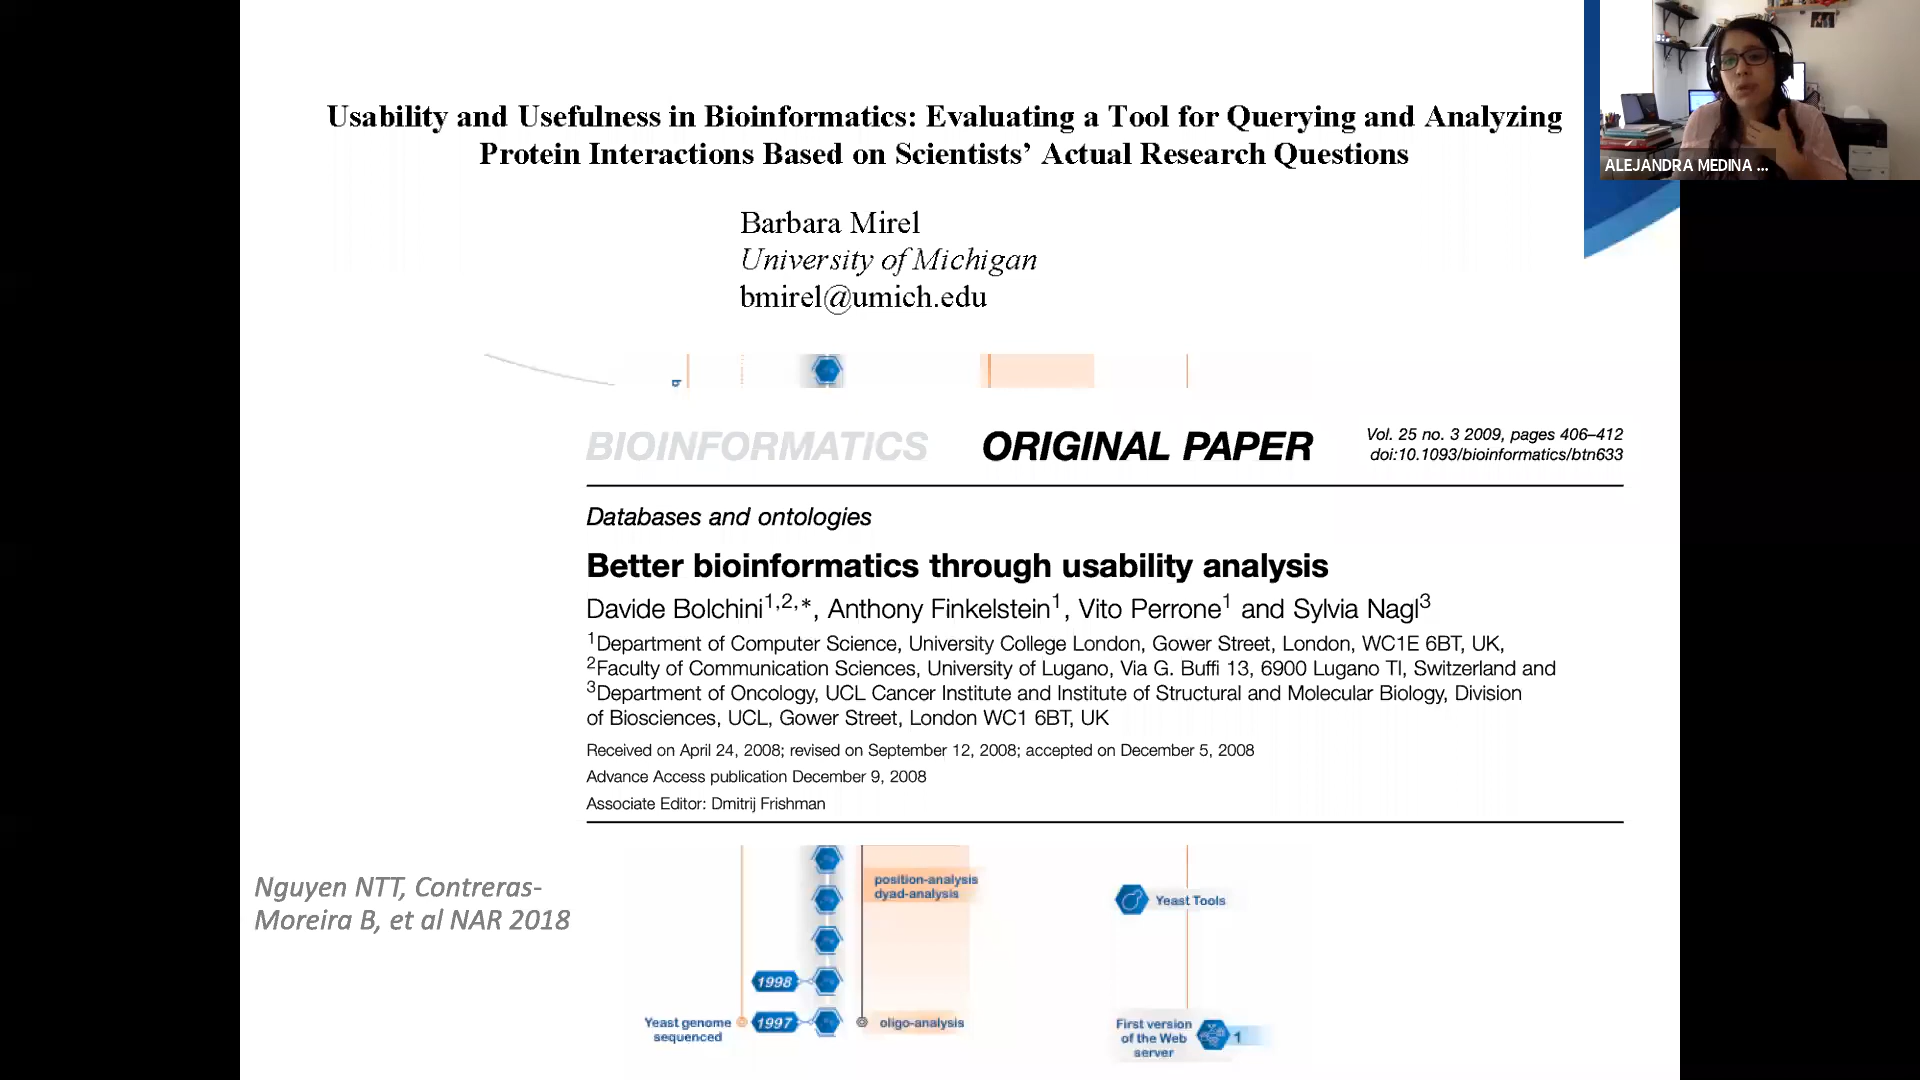 Usability and Usefulness in Bioinformatics: Evaluating a Tool for Querying and Analyzing
Protein Interactions Based on Scientists' Actual Research Questions
ALEJANDRA MEDINA ...
Barbara Mirel
University of Michigan
bmirel@umich.edu
BIOINFORMATICS ORIGINAL PAPER
Vol. 25 no. 3 2009, pages 406–412
doi:10.1093/bioinformatics/btn633
Databases and ontologies
Better bioinformatics through usability analysis
Davide Bolchini1,2,*, Anthony Finkelstein1, Vito Perrone1 and Sylvia Nagl3
1Department of Computer Science, University College London, Gower Street, London, WC1E 6BT, UK,
2Faculty of Communication Sciences, University of Lugano, Via G. Buffi 13, 6900 Lugano TI, Switzerland and
3Department of Oncology, UCL Cancer Institute and Institute of Structural and Molecular Biology, Division
of Biosciences, UCL, Gower Street, London WC1 6BT, UK
Received on April 24, 2008; revised on September 12, 2008; accepted on December 5, 2008
Advance Access publication December 9, 2008
Associate Editor: Dmitrij Frishman
Nguyen NTT, Contreras-
Moreira B, et al NAR 2018
position-analysis
dyad-analysis
Yeast Tools
1998
Yeast genome
sequenced
1997
oligo-analysis
First version
of the Web
server
1